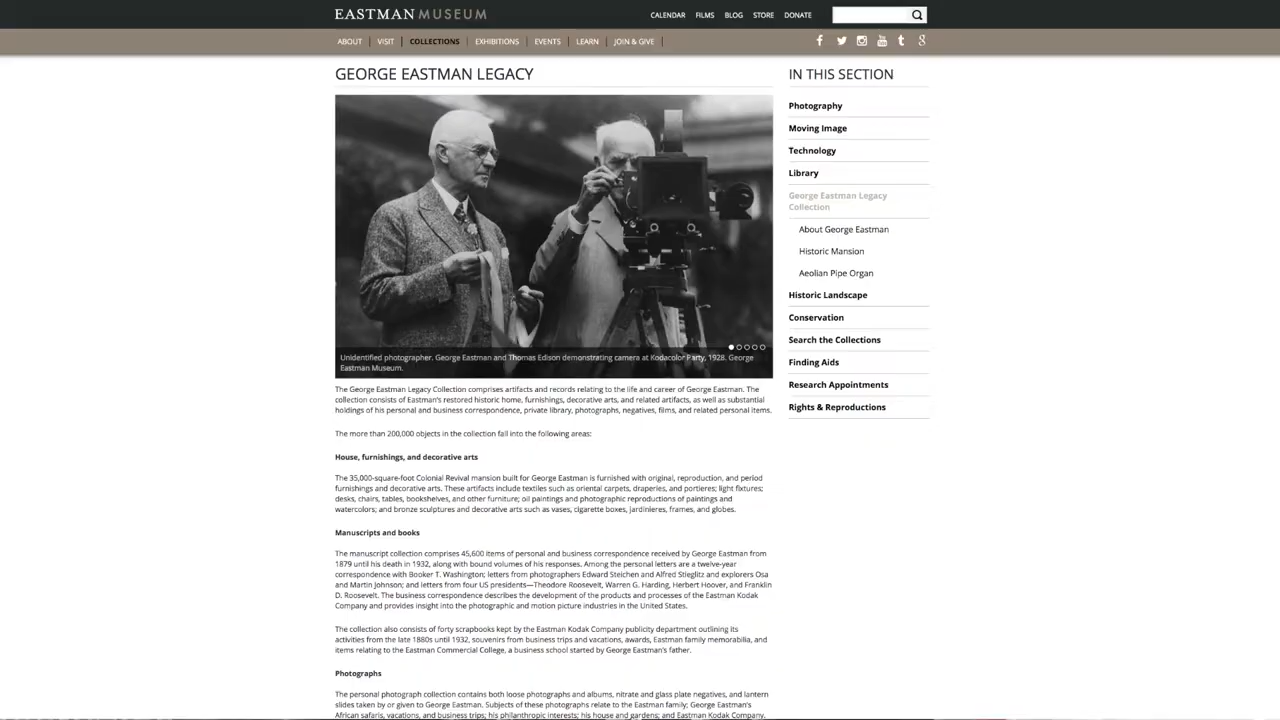 EASTMAN MUSEUM
CALENDAR FILMS BLOG STORE DONATE
ABOUT VISIT COLLECTIONS EXHIBITIONS EVENTS LEARN JOIN & GIVE
GEORGE EASTMAN LEGACY
Unidentified photographer. George Eastman and Thomas Edison demonstrating camera at Kodacolor Party, 1928. George
Eastman Museum.
The George Eastman Legacy Collection comprises artifacts and records relating to the life and career of George Eastman. The
collection consists of Eastman's restored historic home, furnishings, decorative arts, and related artifacts, as well as substantial
holdings of his personal and business correspondence, private library, photographs, negatives, films, and related personal items.
The more than 200,000 objects in the collection fall into the following areas:
House, furnishings, and decorative arts
The 35,000-square-foot Colonial Revival mansion built for George Eastman is furnished with original, reproduction, and period
furnishings and decorative arts. These artifacts include textiles such as oriental carpets, draperies, and portieres; light fixtures;
desks, chairs, tables, bookshelves, and other furniture; oil paintings and photographic reproductions of paintings and
watercolors; and bronze sculptures and decorative arts such as vases, cigarette boxes, jardinieres, frames, and globes.
Manuscripts and books
The manuscript collection comprises 45,600 items of personal and business correspondence received by George Eastman from
1879 until his death in 1932, along with bound volumes of his responses. Among the personal letters are a twelve-year
correspondence with Booker T. Washington; letters from photographers Edward Steichen and Alfred Stieglitz and explorers Osa
and Martin Johnson; and letters from four US presidents—Theodore Roosevelt, Warren G. Harding, Herbert Hoover, and Franklin
D. Roosevelt. The business correspondence describes the development of the products and processes of the Eastman Kodak
Company and provides insight into the photographic and motion picture industries in the United States.
The collection also consists of forty scrapbooks kept by the Eastman Kodak Company publicity department outlining its
activities from the late 1880s until 1932, souvenirs from business trips and vacations, awards, Eastman family memorabilia, and
items relating to the Eastman Commercial College, a business school started by George Eastman's father.
Photographs
The personal photograph collection contains both loose photographs and albums, nitrate and glass plate negatives, and lantern
slides taken by or given to George Eastman. Subjects of these photographs relate to the Eastman family; George Eastman's
African safaris, vacations, and business trips; his philanthropic interests; his house and gardens; and Eastman Kodak Company.
IN THIS SECTION
Photography
Moving Image
Technology
Library
George Eastman Legacy
Collection
About George Eastman
Historic Mansion
Aeolian Pipe Organ
Historic Landscape
Conservation
Search the Collections
Finding Aids
Research Appointments
Rights & Reproductions